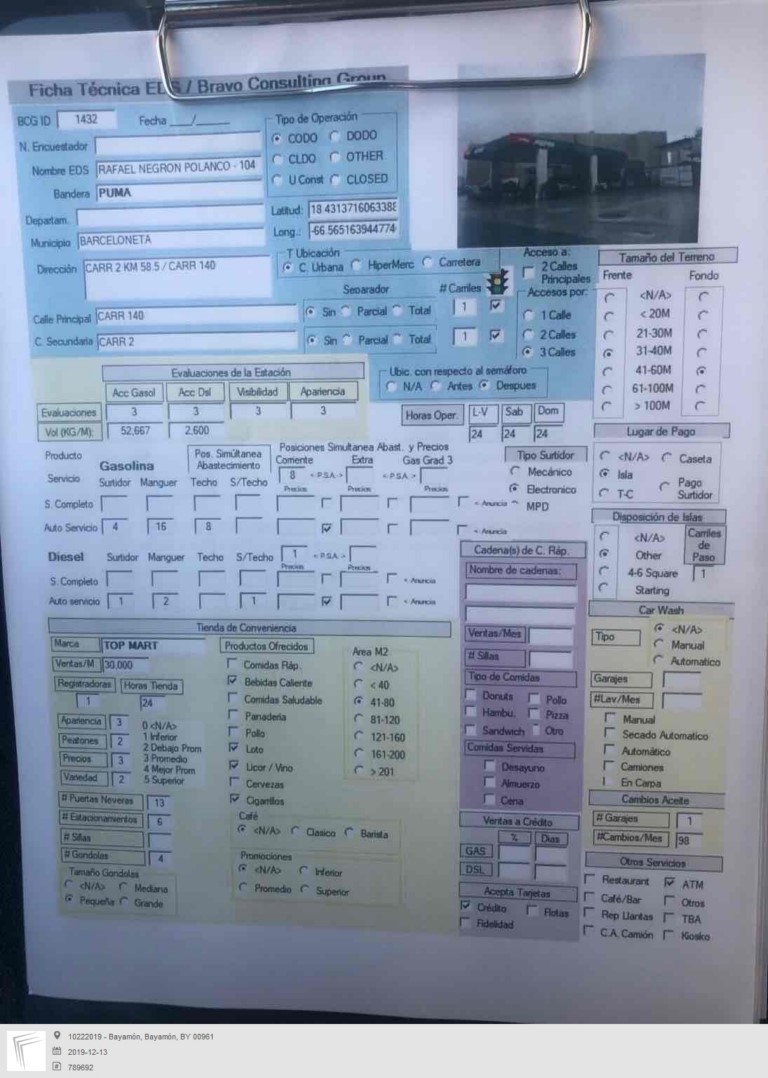 Ficha Técnica EDS / Bravo Consulting Group
BCG ID 1432 Fecha __/____
Tipo de Operación
CODO DODO
CLDO OTHER
U Const CLOSED
N. Encuestador
Nombre EDS RAFAEL NEGRON POLANCO - 104
Bandera PUMA
Departam.
Municipio BARCELONETA
Latitud: 18.4313716063388
Long.: -66.565163944774
Dirección CARR 2 KM 58.5 / CARR 140
T Ubicación
C. Urbana HiperMerc Carretera
Separador # Carriles
Calle Principal CARR 140 Sin Parcial Total 1
C. Secundaria CARR 2 Sin Parcial Total 1
Acceso a:
2 Calles Principales
Accesos por:
1 Calle
2 Calles
3 Calles
Tamaño del Terreno
Frente Fondo
<N/A>
< 20M
21-30M
31-40M
41-60M
61-100M
> 100M
Evaluaciones de la Estación
Acc Gasol Acc Dsl Visibilidad Apariencia
Evaluaciones 3 3 3 3
Vol (KG/M): 52,667 2,600
Ubic. con respecto al semáforo
N/A Antes Despues
Horas Oper. L-V Sab Dom
24 24 24
Lugar de Pago
<N/A> Caseta
Isla Pago Surtidor
T-C
Producto
Servicio
Gasolina
Surtidor Manguer
Pos. Simúltanea Abastecimiento
Techo S/Techo
Posiciones Simultanea Abast. y Precios
Corriente Extra Gas Grad 3
8 < P.S.A. > < P.S.A. >
Precios Precios Precios
S. Completo < Anuncia
Auto Servicio 4 16 8 < Anuncia
Tipo Surtidor
Mecánico
Electronico
MPD
Disposición de Islas
<N/A>
Other
4-6 Square
Starting
Carriles de Paso
1
Diesel Surtidor Manguer Techo S/Techo 1 < P.S.A >
Precios Precios
S. Completo < Anuncia
Auto servicio 1 2 1 < Anuncia
Cadena(s) de C. Ráp.
Nombre de cadenas:
Ventas/Mes
# Sillas
Tipo de Comidas
Donuts Pollo
Hambu. Pizza
Sandwich Otro
Comidas Servidas
Desayuno
Almuerzo
Cena
Car Wash
Tipo
<N/A>
Manual
Automatico
Garajes
#Lav/Mes
Manual
Secado Automatico
Automático
Camiones
En Carpa
Tienda de Conveniencia
Marca TOP MART
Ventas/M 30,000
Registradoras Horas Tienda
1 24
Apariencia 3
Peatones 2
Precios 3
Variedad 2
0 <N/A>
1 Inferior
2 Debajo Prom
3 Promedio
4 Mejor Prom
5 Superior
# Puertas Neveras 13
# Estacionamientos 6
# Sillas
# Gondolas 4
Tamaño Gondolas
<N/A> Mediana
Pequeña Grande
Productos Ofrecidos
Comidas Ráp.
Bebidas Caliente
Comidas Saludable
Panaderia
Pollo
Loto
Licor / Vino
Cervezas
Cigarrillos
Area M2
<N/A>
< 40
41-80
81-120
121-160
161-200
> 201
Café
<N/A> Clasico Barista
Promociones
<N/A> Inferior
Promedio Superior
Ventas a Crédito
% Dias
GAS
DSL
Acepta Tarjetas
Crédito Flotas
Fidelidad
Cambios Aceite
# Garajes 1
#Cambios/Mes 98
Otros Servicios
Restaurant ATM
Café/Bar Otros
Rep Llantas TBA
C.A. Camión Kiosko
10222019 - Bayamón, Bayamón, BY 00961
2019-12-13
789692